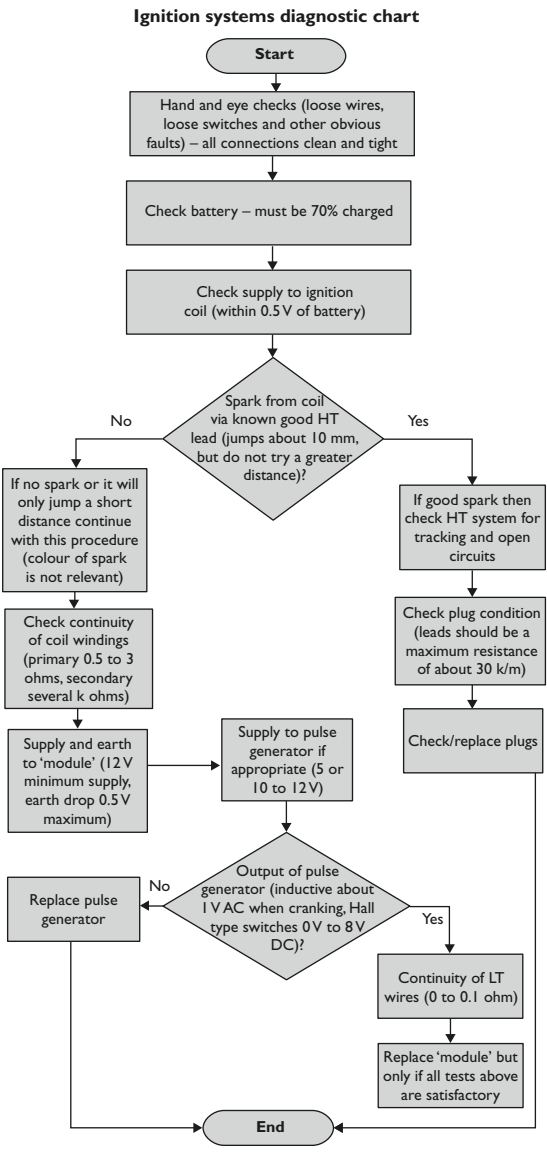 Ignition systems diagnostic chart
Start
Hand and eye checks (loose wires,
loose switches and other obvious
faults) – all connections clean and tight
Check battery – must be 70% charged
Check supply to ignition
coil (within 0.5 V of battery)
Spark from coil
via known good HT
lead (jumps about 10 mm,
but do not try a greater
distance)?
No
Yes
If no spark or it will
only jump a short
distance continue
with this procedure
(colour of spark
is not relevant)
If good spark then
check HT system for
tracking and open
circuits
Check continuity
of coil windings
(primary 0.5 to 3
ohms, secondary
several k ohms)
Check plug condition
(leads should be a
maximum resistance
of about 30 k/m)
Check/replace plugs
Supply and earth
to ‘module’ (12 V
minimum supply,
earth drop 0.5 V
maximum)
Supply to pulse
generator if
appropriate (5 or
10 to 12 V)
Output of pulse
generator (inductive about
1 V AC when cranking, Hall
type switches 0 V to 8 V
DC)?
No
Yes
Replace pulse
generator
Continuity of LT
wires (0 to 0.1 ohm)
Replace ‘module’ but
only if all tests above
are satisfactory
End